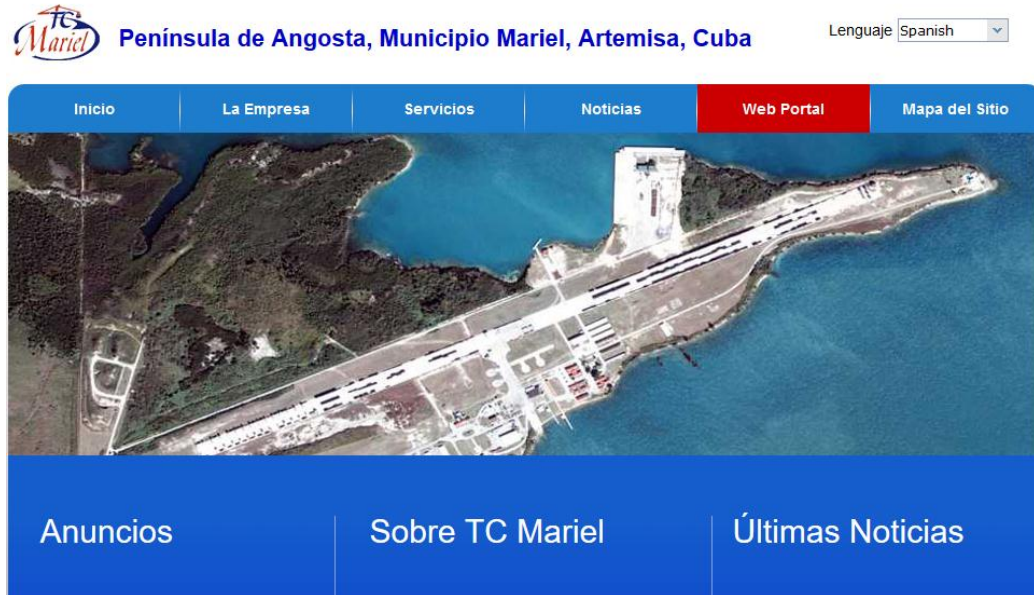 TC
Mariel
Península de Angosta, Municipio Mariel, Artemisa, Cuba
Lenguaje Spanish
Inicio
La Empresa
Servicios
Noticias
Web Portal
Mapa del Sitio
Anuncios
Sobre TC Mariel
Últimas Noticias